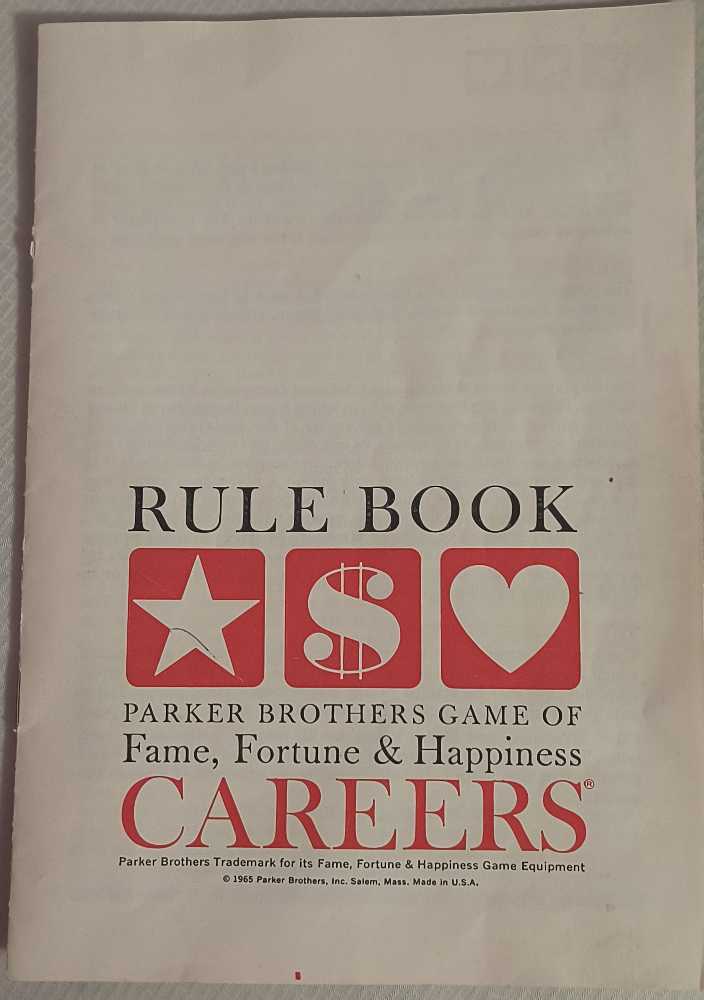 RULE BOOK
$
PARKER BROTHERS GAME OF
Fame, Fortune & Happiness
CAREERS®
Parker Brothers Trademark for its Fame, Fortune & Happiness Game Equipment
© 1965 Parker Brothers, Inc. Salem, Mass. Made in U.S.A.